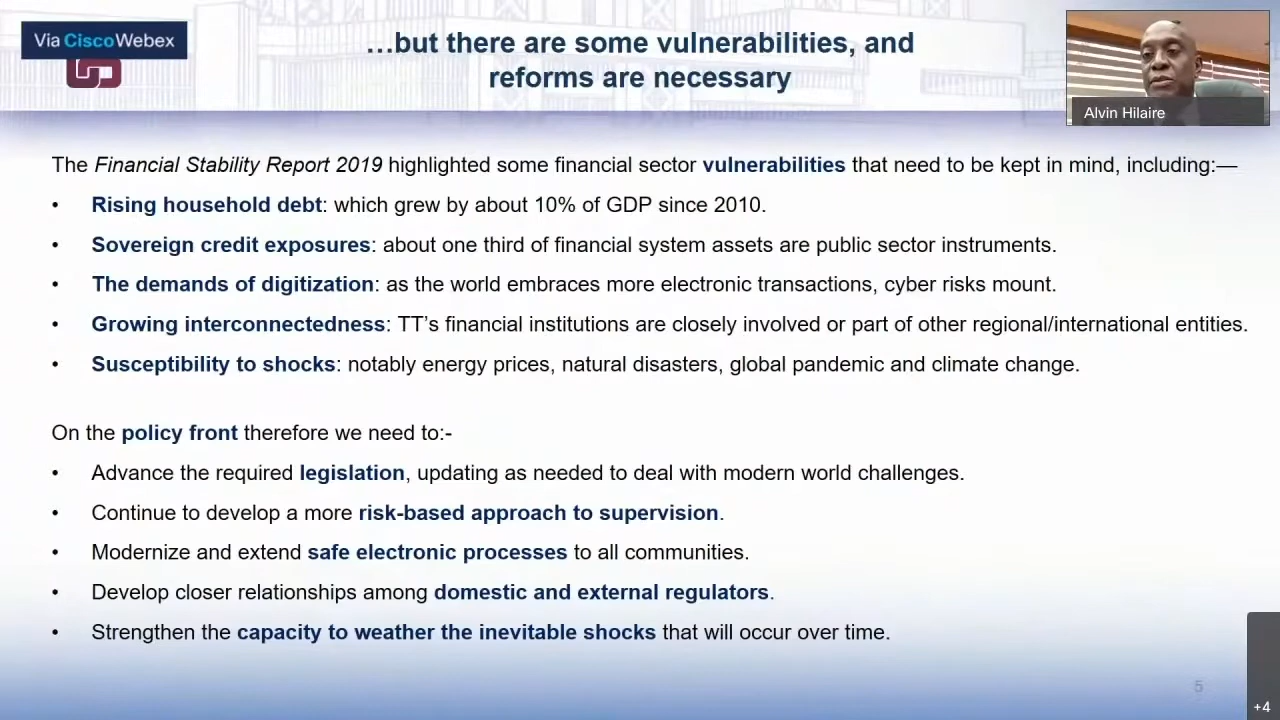 Via CiscoWebex
…but there are some vulnerabilities, and
reforms are necessary
Alvin Hilaire
The Financial Stability Report 2019 highlighted some financial sector vulnerabilities that need to be kept in mind, including:—
• Rising household debt: which grew by about 10% of GDP since 2010.
• Sovereign credit exposures: about one third of financial system assets are public sector instruments.
• The demands of digitization: as the world embraces more electronic transactions, cyber risks mount.
• Growing interconnectedness: TT’s financial institutions are closely involved or part of other regional/international entities.
• Susceptibility to shocks: notably energy prices, natural disasters, global pandemic and climate change.
On the policy front therefore we need to:-
• Advance the required legislation, updating as needed to deal with modern world challenges.
• Continue to develop a more risk-based approach to supervision.
• Modernize and extend safe electronic processes to all communities.
• Develop closer relationships among domestic and external regulators.
• Strengthen the capacity to weather the inevitable shocks that will occur over time.
5
+4